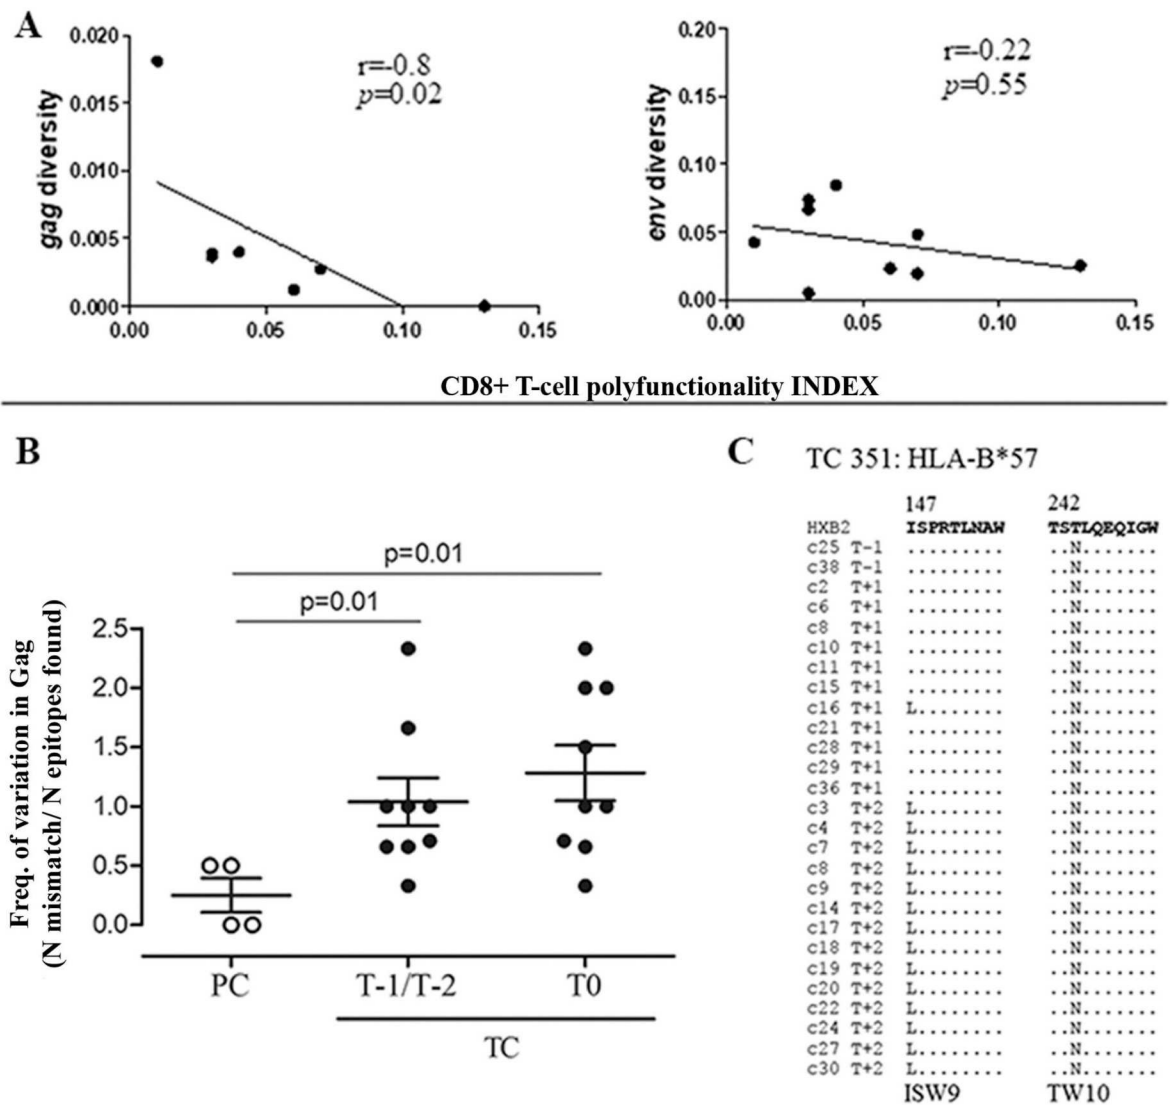 A
0.020
0.015
0.010
0.005
0.000
0.00 0.05 0.10 0.15
gag diversity
r=-0.8
p=0.02
0.20
0.15
0.10
0.05
0.00
0.00 0.05 0.10 0.15
env diversity
r=-0.22
p=0.55
CD8+ T-cell polyfunctionality INDEX
B
Freq. of variation in Gag
(N mismatch/ N epitopes found)
p=0.01
p=0.01
2.5
2.0
1.5
1.0
0.5
0.0
PC T-1/T-2 T0
TC
C
TC 351: HLA-B*57
147 242
HXB2 ISPRTLNAW TSTLQEQIGW
c25 T-1 ......... ..N.......
c38 T-1 ......... ..N.......
c2 T+1 ......... ..N.......
c6 T+1 ......... ..N.......
c8 T+1 ......... ..N.......
c10 T+1 ......... ..N.......
c11 T+1 ......... ..N.......
c15 T+1 ......... ..N.......
c16 T+1 L........ ..N.......
c21 T+1 ......... ..N.......
c28 T+1 ......... ..N.......
c29 T+1 ......... ..N.......
c36 T+1 ......... ..N.......
c3 T+2 L........ ..N.......
c4 T+2 L........ ..N.......
c7 T+2 L........ ..N.......
c8 T+2 L........ ..N.......
c9 T+2 L........ ..N.......
c14 T+2 L........ ..N.......
c17 T+2 L........ ..N.......
c18 T+2 L........ ..N.......
c19 T+2 L........ ..N.......
c20 T+2 L........ ..N.......
c22 T+2 L........ ..N.......
c24 T+2 L........ ..N.......
c27 T+2 L........ ..N.......
c30 T+2 L........ ..N.......
ISW9 TW10